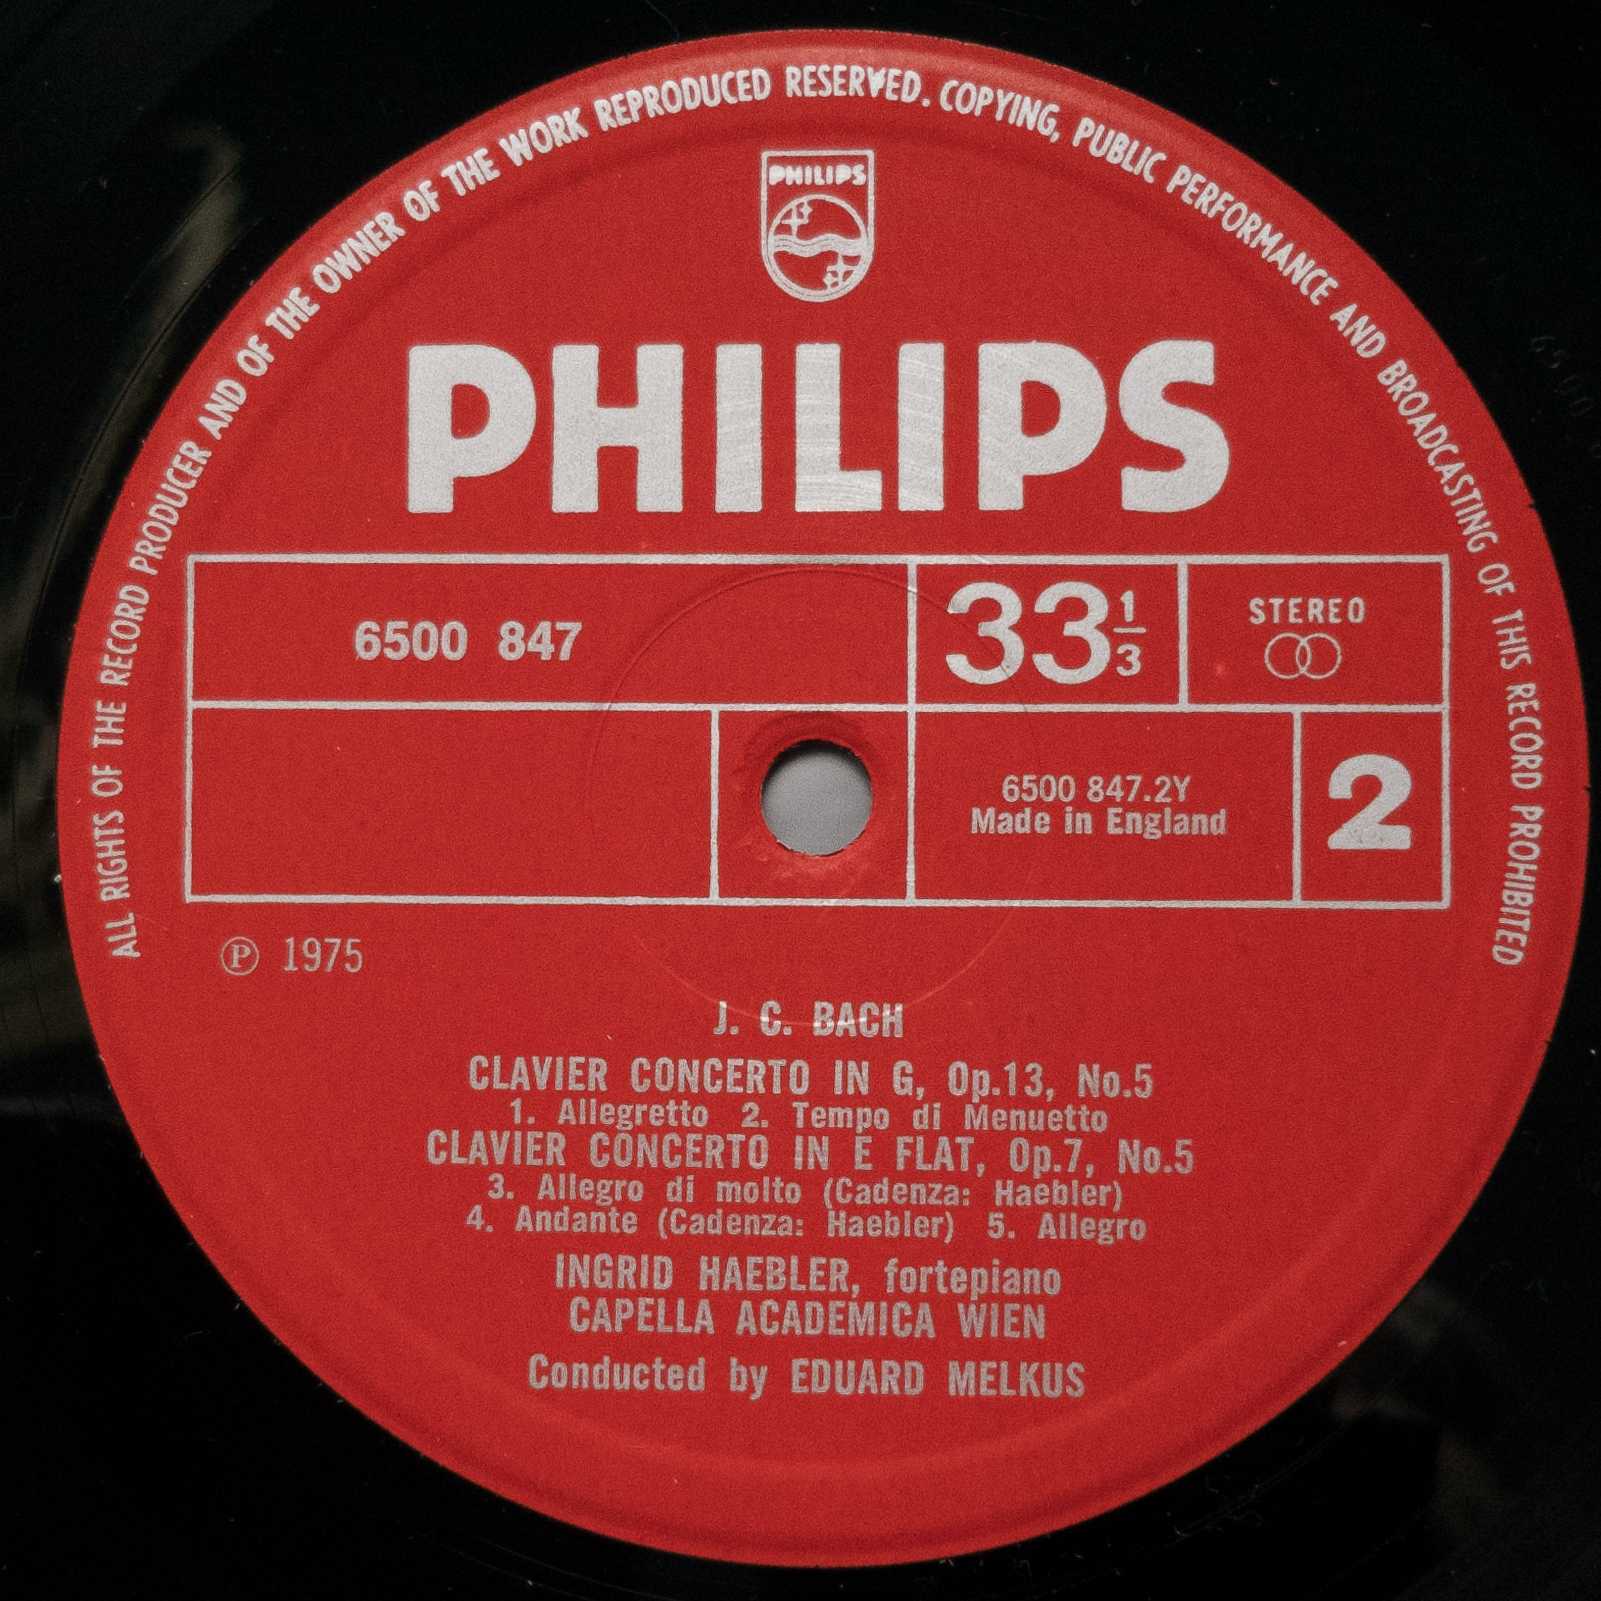 ALL RIGHTS OF THE RECORD PRODUCER AND OF THE OWNER OF THE WORK REPRODUCED RESERVED. COPYING, PUBLIC PERFORMANCE AND BROADCASTING OF THIS RECORD PROHIBITED
PHILIPS
PHILIPS
6500 847
33 1/3
STEREO
6500 847.2Y
Made in England
2
Ⓟ 1975
J. C. BACH
CLAVIER CONCERTO IN G, Op.13, No.5
1. Allegretto 2. Tempo di Menuetto
CLAVIER CONCERTO IN E FLAT, Op.7, No.5
3. Allegro di molto (Cadenza: Haebler)
4. Andante (Cadenza: Haebler) 5. Allegro
INGRID HAEBLER, fortepiano
CAPELLA ACADEMICA WIEN
Conducted by EDUARD MELKUS